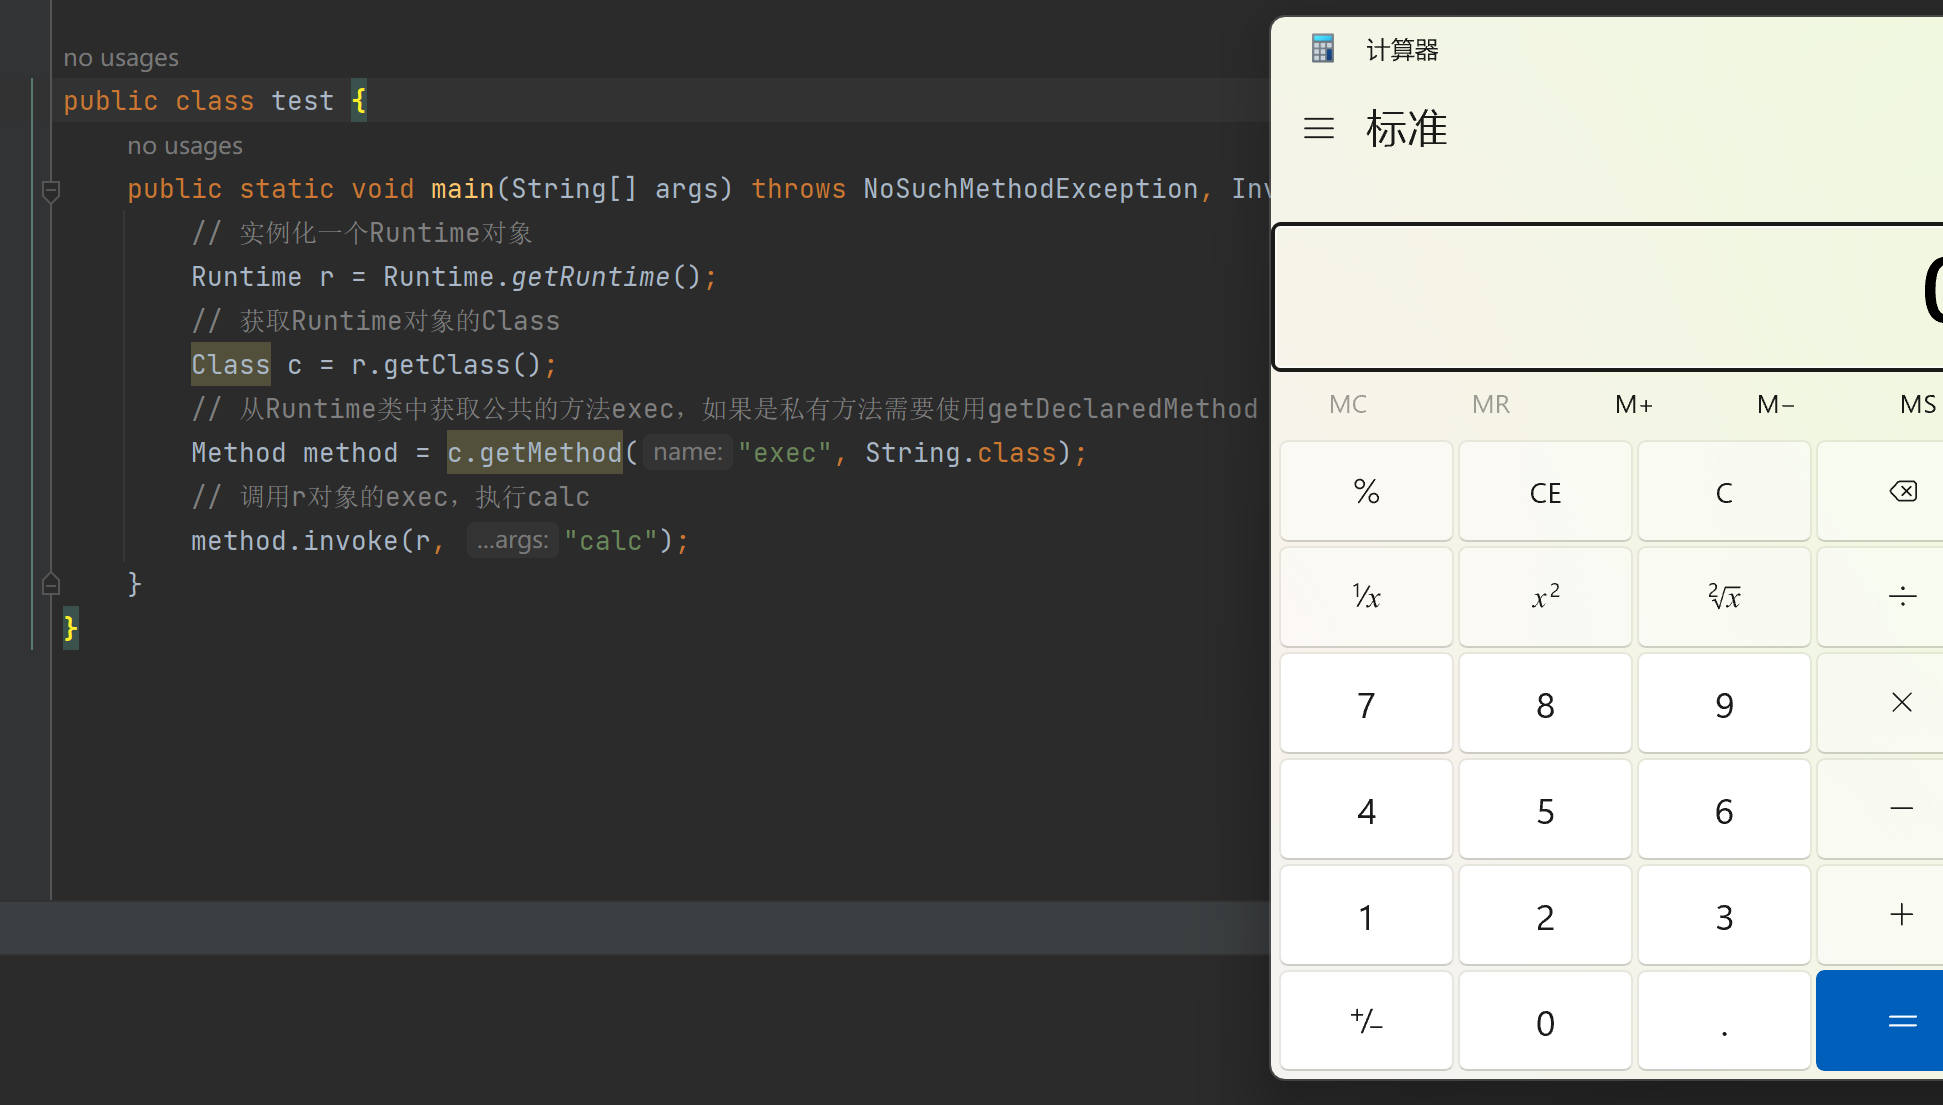 no usages
public class test {
no usages
public static void main(String[] args) throws NoSuchMethodException, Inv
// 实例化一个Runtime对象
Runtime r = Runtime.getRuntime();
// 获取Runtime对象的Class
Class c = r.getClass();
// 从Runtime类中获取公共的方法exec，如果是私有方法需要使用getDeclaredMethod
Method method = c.getMethod( name: "exec", String.class);
// 调用r对象的exec，执行calc
method.invoke(r, ...args: "calc");
}
}
计算器
标准
0
MC MR M+ M− MS
% CE C
¹/x x² ²√x ÷
7 8 9 ×
4 5 6 −
1 2 3 +
+/− 0 . =